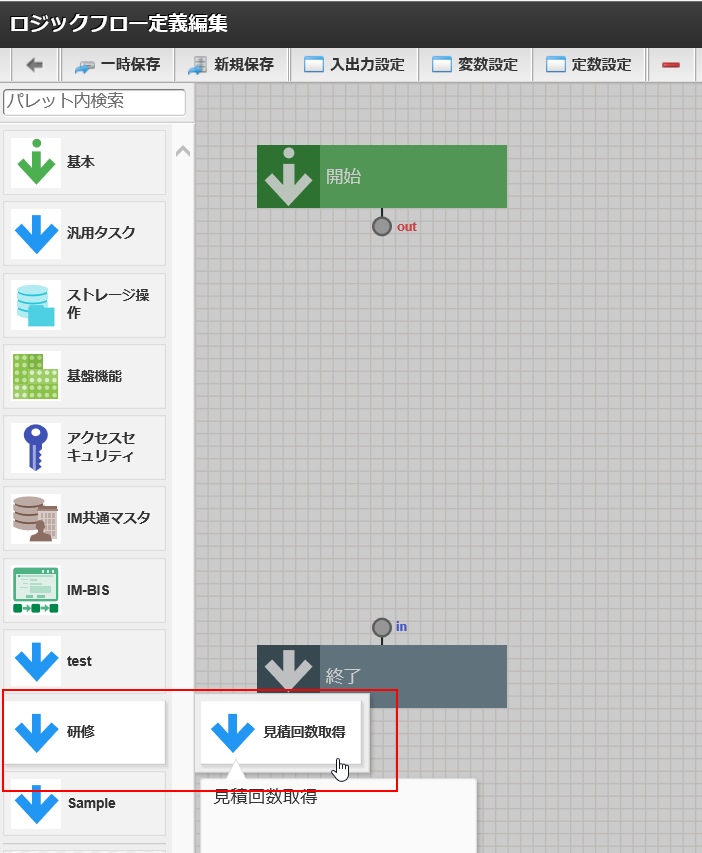 ロジックフロー定義編集
一時保存 新規保存 入出力設定 変数設定 定数設定
パレット内検索
基本
開始
out
汎用タスク
ストレージ操
作
基盤機能
アクセスセ
キュリティ
IM共通マスタ
IM-BIS
in
test
終了
研修
見積回数取得
見積回数取得
Sample